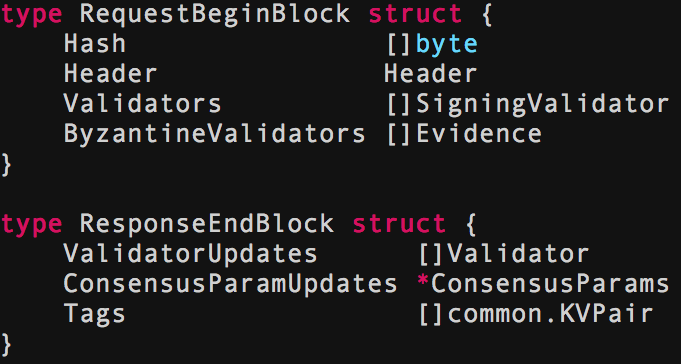 type RequestBeginBlock struct {
    Hash                []byte
    Header              Header
    Validators          []SigningValidator
    ByzantineValidators []Evidence
}
type ResponseEndBlock struct {
    ValidatorUpdates      []Validator
    ConsensusParamUpdates *ConsensusParams
    Tags                  []common.KVPair
}